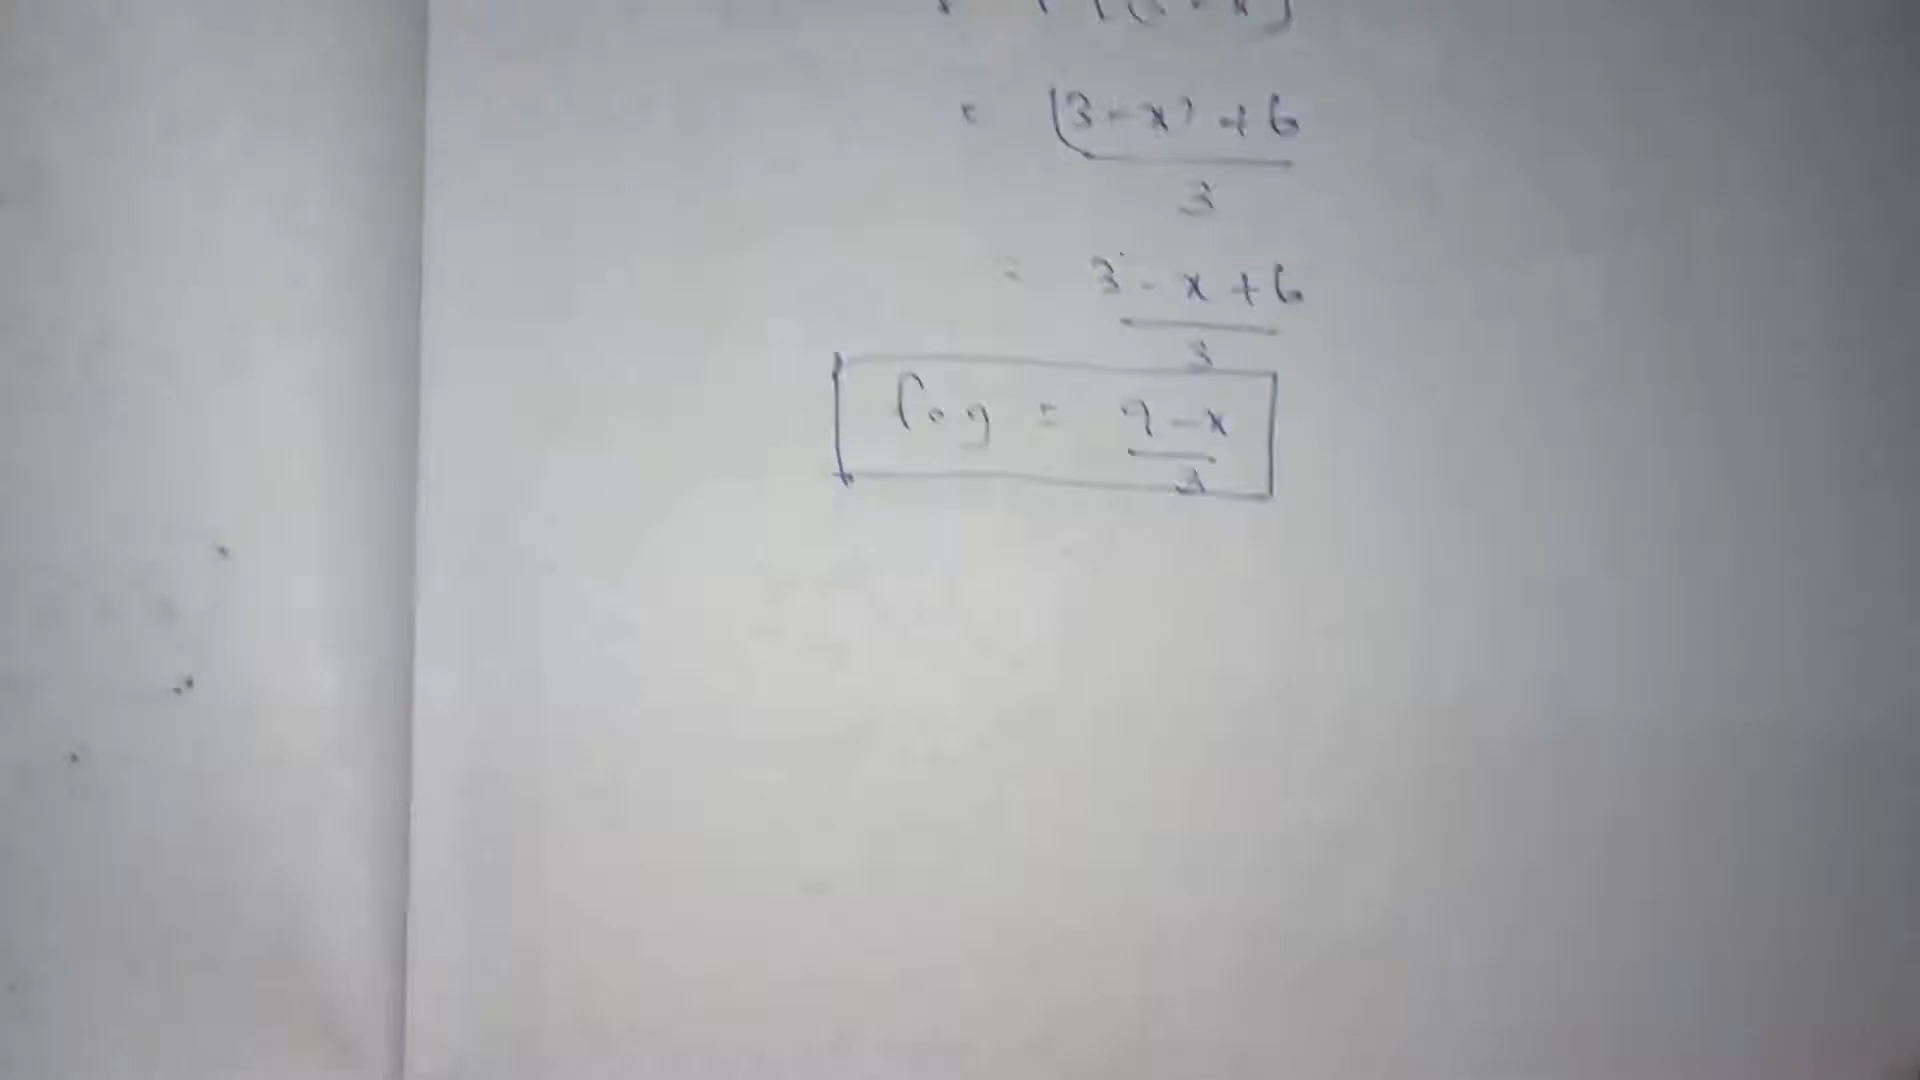 = (3-x) + 6
3
= 3 - x + 6
3
fog = 9-x
3